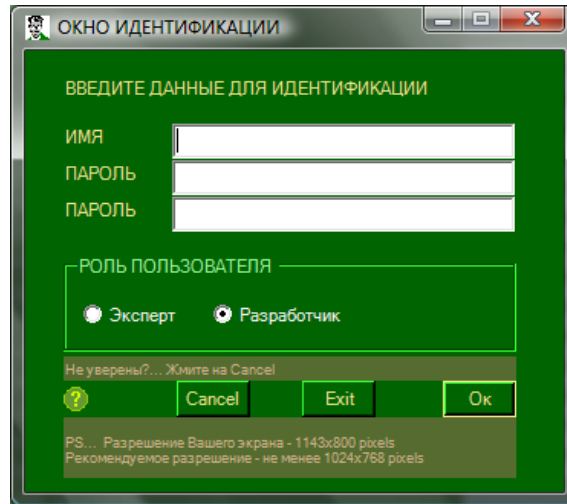 ОКНО ИДЕНТИФИКАЦИИ
ВВЕДИТЕ ДАННЫЕ ДЛЯ ИДЕНТИФИКАЦИИ
ИМЯ
ПАРОЛЬ
ПАРОЛЬ
РОЛЬ ПОЛЬЗОВАТЕЛЯ
Эксперт Разработчик
Не уверены?... Жмите на Cancel
? Cancel Exit Ок
PS... Разрешение Вашего экрана - 1143x800 pixels
Рекомендуемое разрешение - не менее 1024x768 pixels